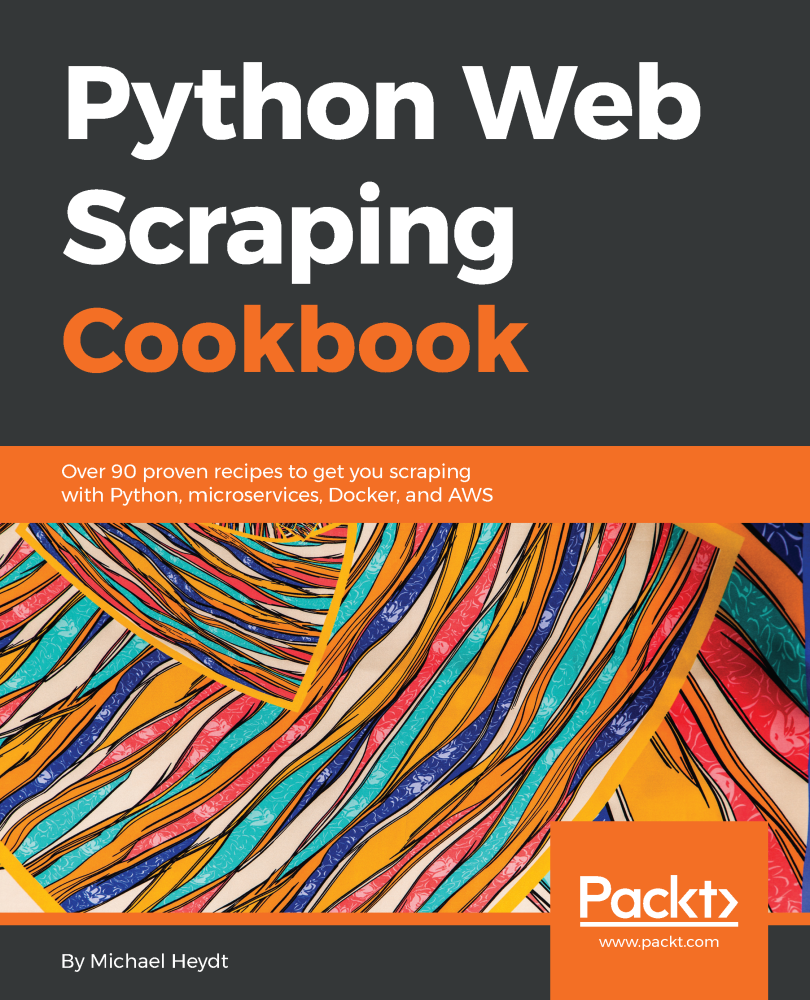 Python Web
Scraping
Cookbook
Over 90 proven recipes to get you scraping
with Python, microservices, Docker, and AWS
Packt>
www.packt.com
By Michael Heydt